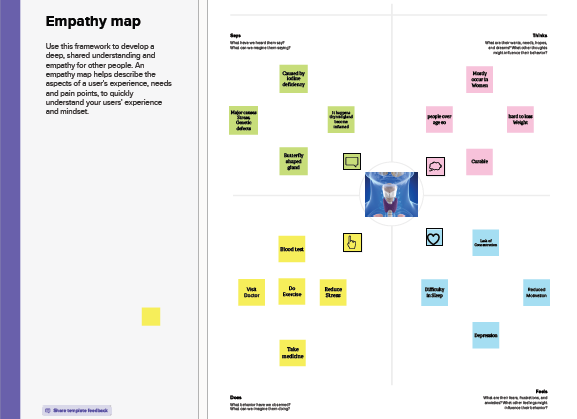 Empathy map
Use this framework to develop a
deep, shared understanding and
empathy for other people. An
empathy map helps describe the
aspects of a user's experience, needs
and pain points, to quickly
understand your users' experience
and mindset.
Share template feedback
Says
What have we heard them say?
What can we imagine them saying?
Caused by
iodine
deficiency
Major causes
Stress,
Genetic
defects
It happens
thyroid gland
become
inflamed
Butterfly
shaped
gland
Thinks
What are their wants, needs, hopes,
and dreams? What other thoughts
might influence their behavior?
Mostly
occur in
Women
people over
age 60
hard to loss
Weight
Curable
Blood test
Visit
Doctor
Do
Exercise
Reduce
Stress
Take
medicine
Does
What behavior have we observed?
What can we imagine them doing?
Lack of
Concentration
Difficulty
in Sleep
Reduced
Motivation
Depression
Feels
What are their fears, frustrations, and
anxieties? What other feelings might
influence their behavior?